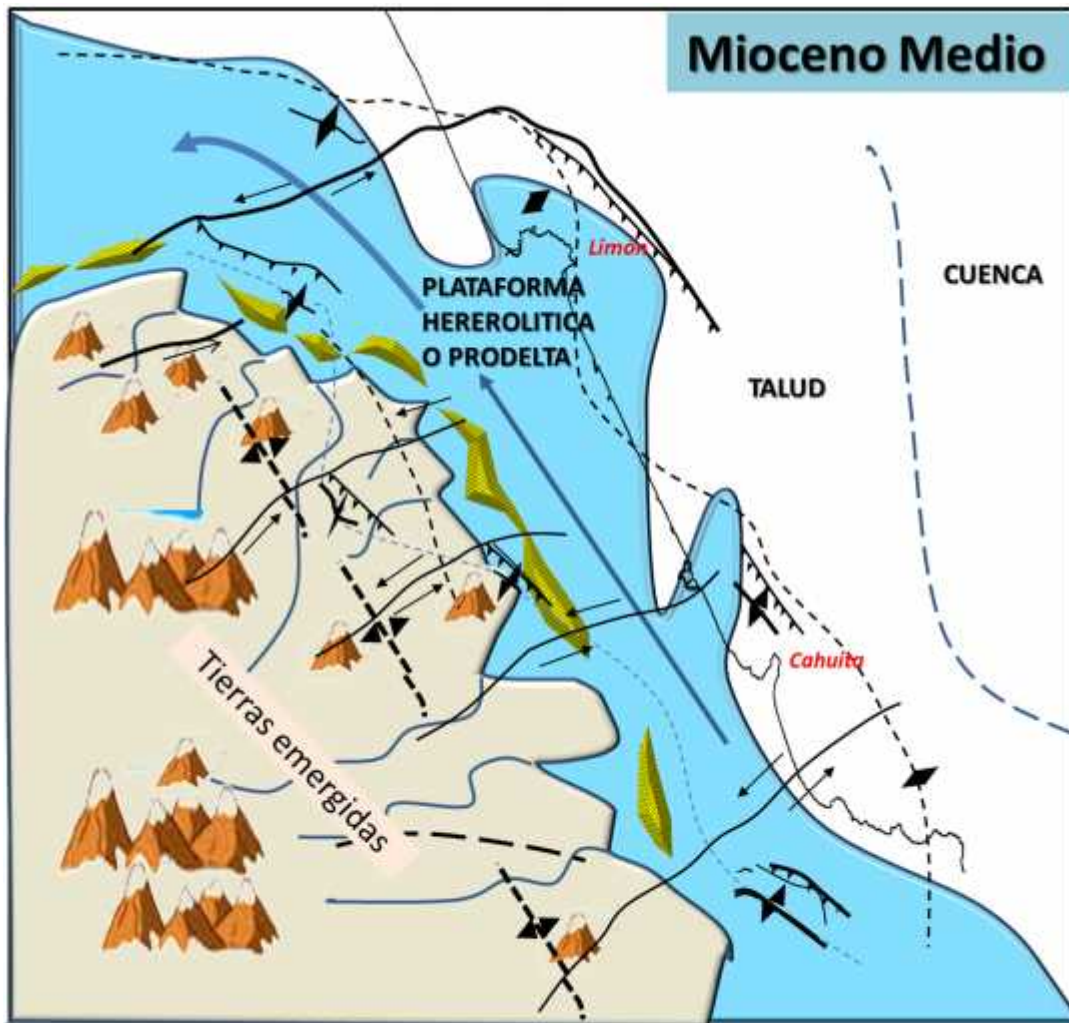 Mioceno Medio
Limon
CUENCA
PLATAFORMA
HEREROLITICA
O PRODELTA
TALUD
Cahuita
Tierras emergidas